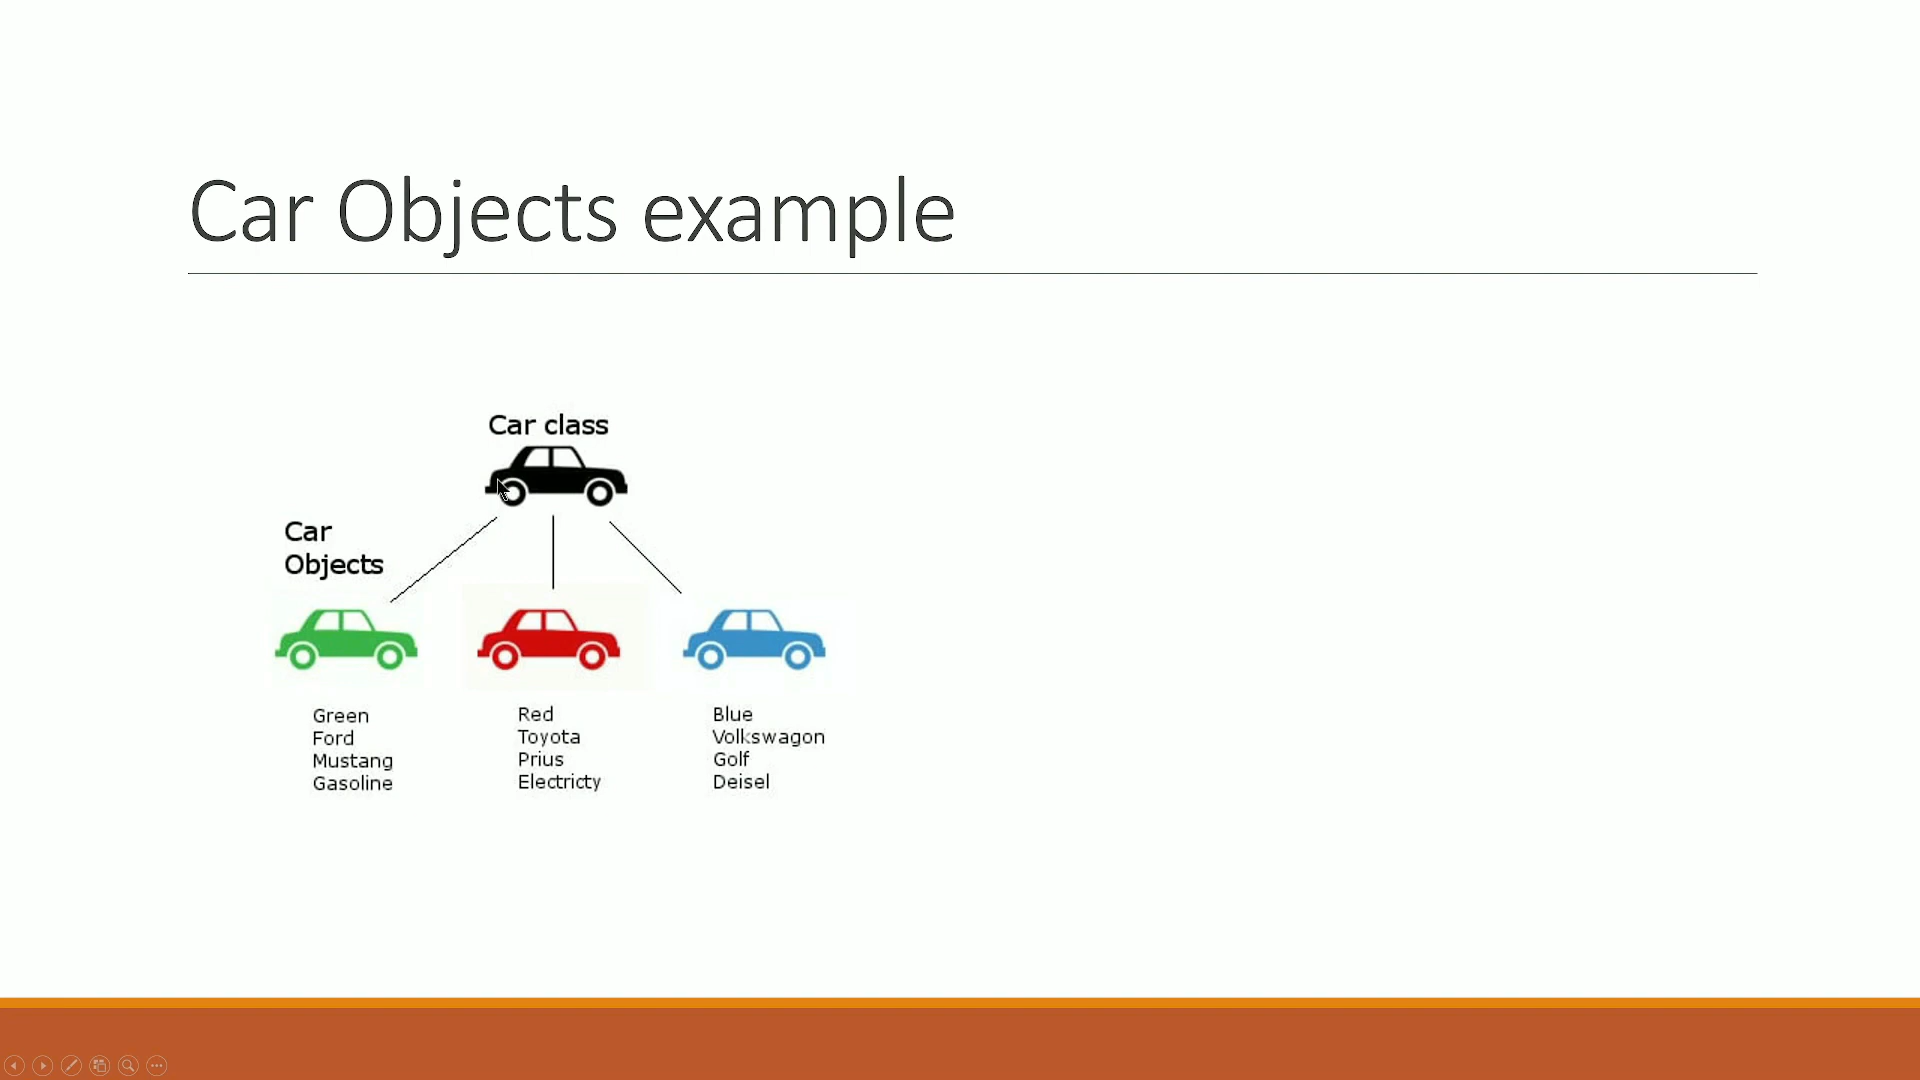 Car Objects example
Car class
Car
Objects
Green
Ford
Mustang
Gasoline
Red
Toyota
Prius
Electricty
Blue
Volkswagon
Golf
Deisel